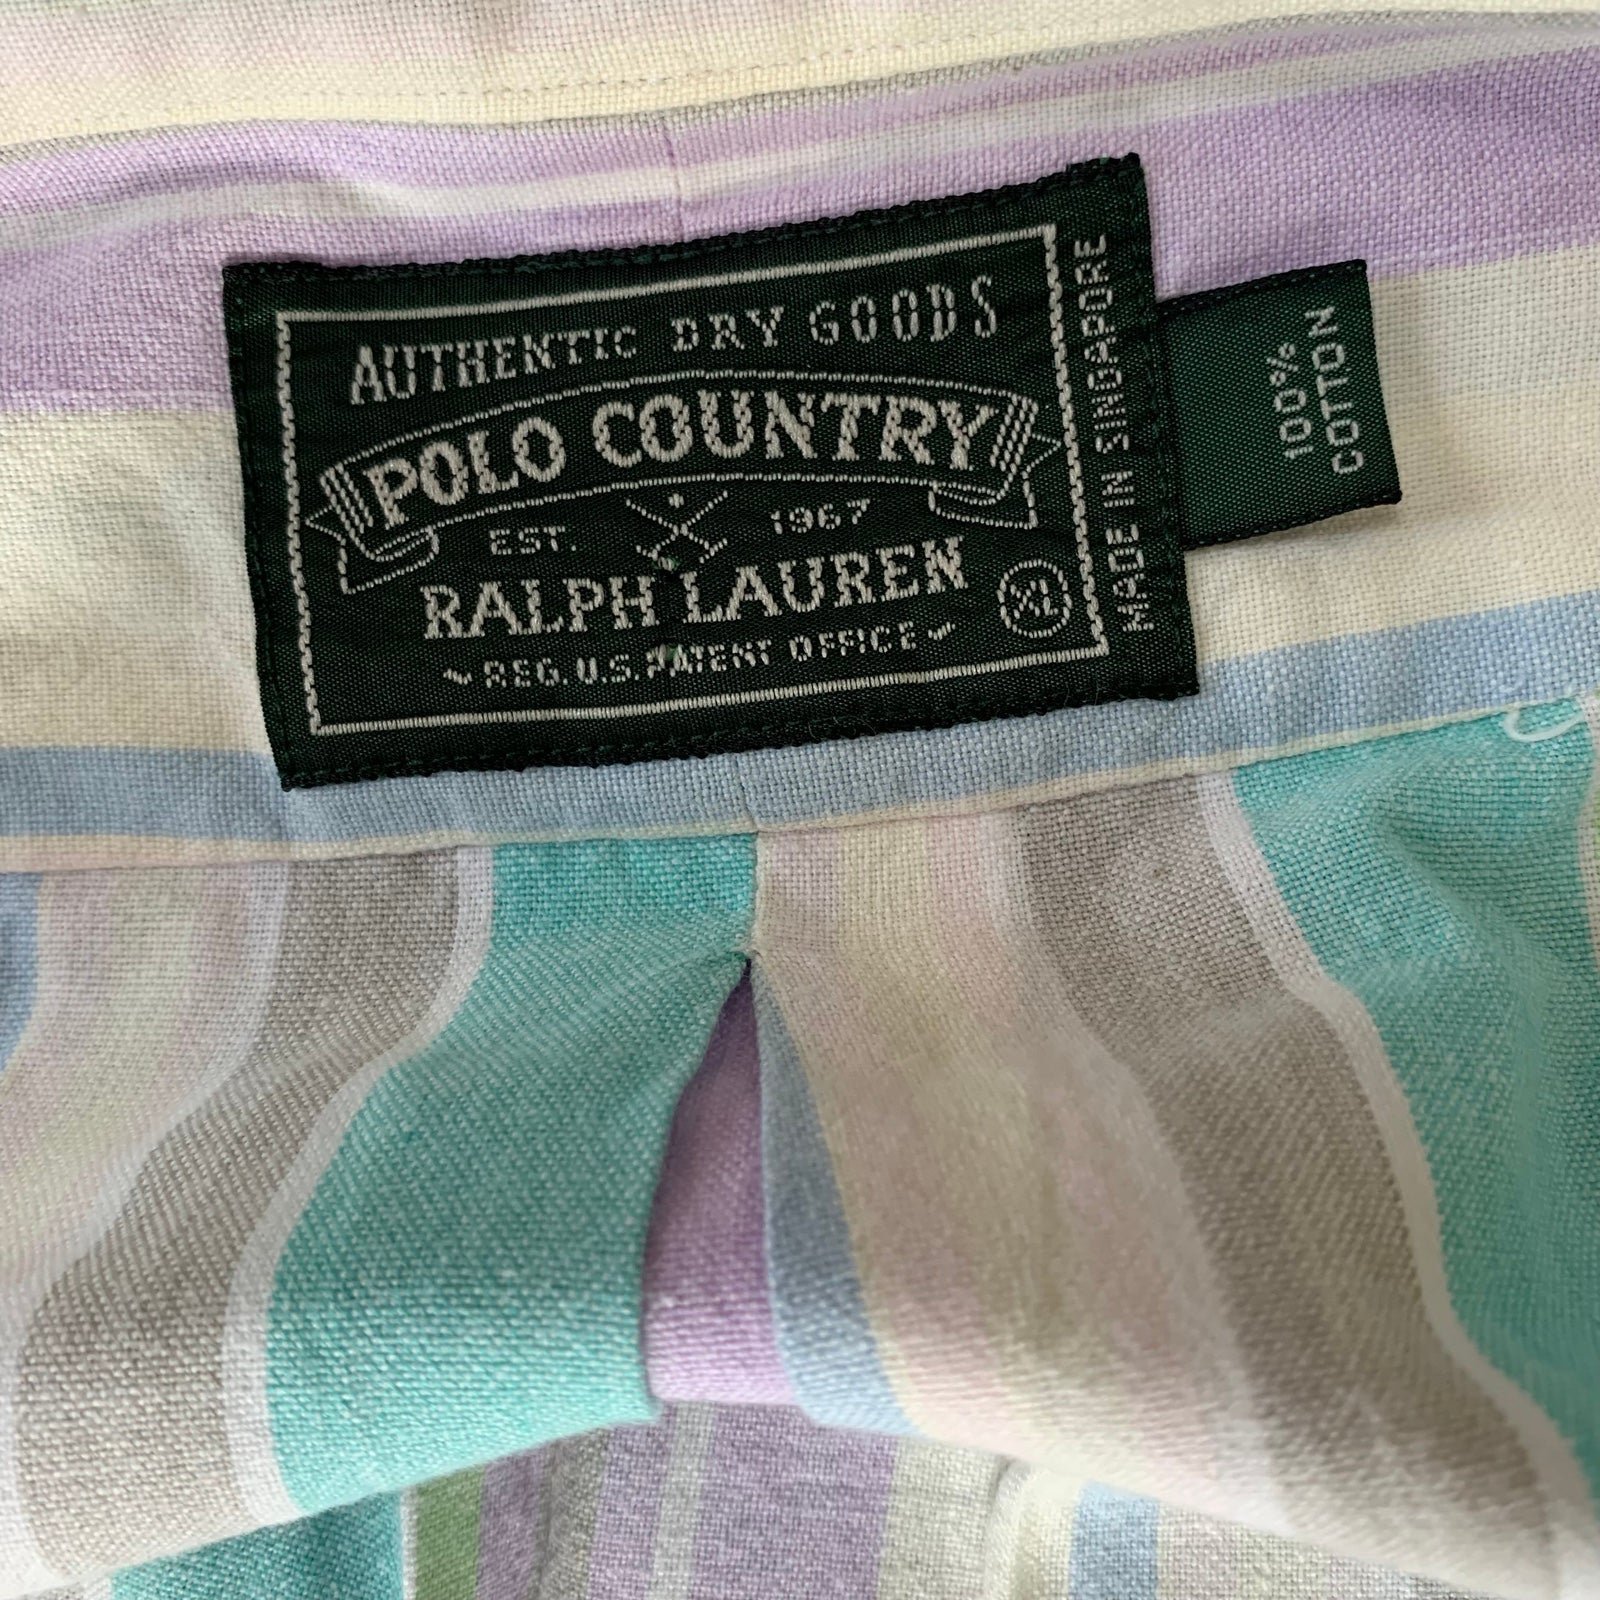 AUTHENTIC DRY GOODS
POLO COUNTRY
EST. 1967
RALPH LAUREN
REG. U.S. PATENT OFFICE
XL
MADE IN SINGAPORE
100%
COTTON